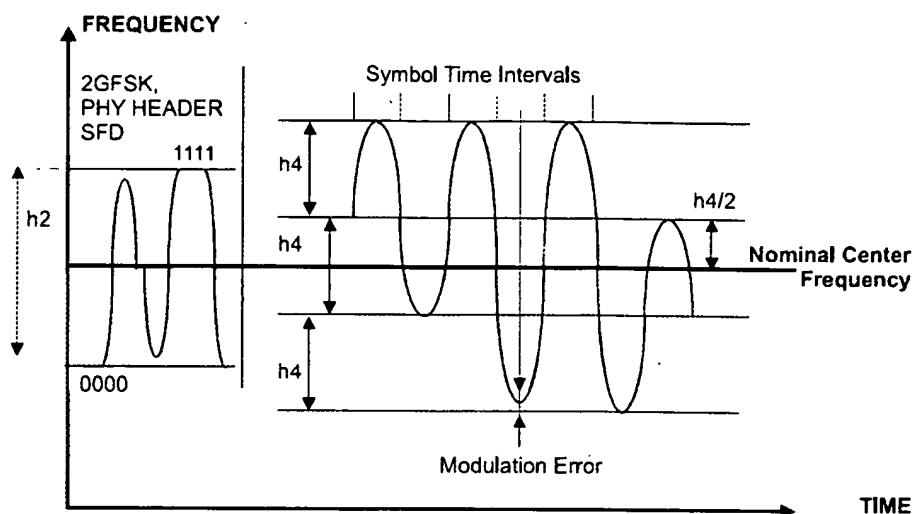 FREQUENCY
2GFSK,
PHY HEADER
SFD
1111
h2
0000
Symbol Time Intervals
h4
h4
h4
h4/2
Nominal Center
Frequency
Modulation Error
TIME